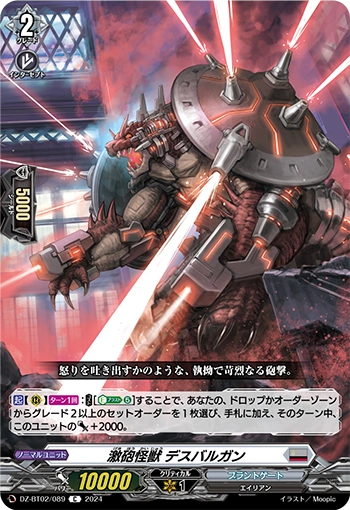 2
グレード
インターセプト
5000
シールド
怒りを吐き出すかのような、執拗で苛烈なる砲撃。
起【R】【ターン1回】：【コスト】[CB1]することで、あなたの、ドロップかオーダーゾーン
からグレード2以上のセットオーダーを1枚選び、手札に加え、そのターン中、
このユニットの+2000。
ノーマルユニット
激砲怪獣 デスバルガン
ブラントゲート
パワー
10000
クリティカル
1
エイリアン
DZ-BT02/089 C 2024
イラスト／Moopic